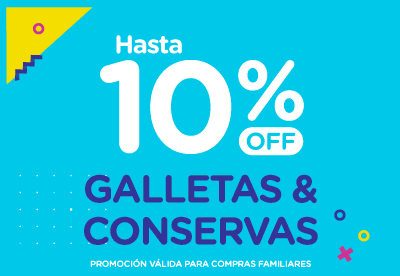 Hasta
10%
OFF
GALLETAS &
CONSERVAS
PROMOCIÓN VÁLIDA PARA COMPRAS FAMILIARES